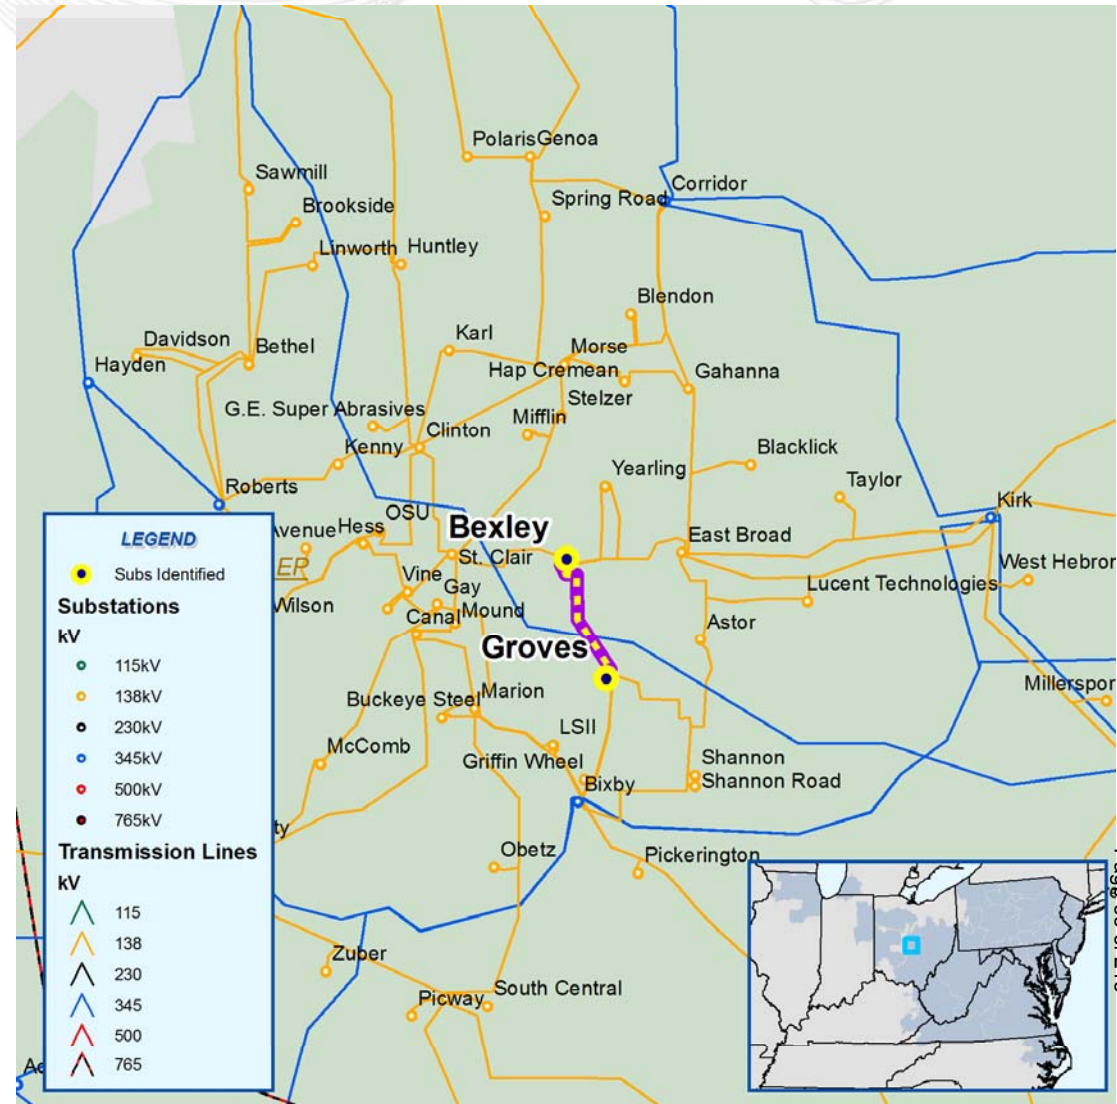 PolarisGenoa
Sawmill
Corridor
Brookside
Spring Road
Linworth
Huntley
Blendon
Davidson
Bethel
Karl
Morse
Hayden
Hap Cremean
Gahanna
Stelzer
G.E. Super Abrasives
Mifflin
Clinton
Kenny
Blacklick
Yearling
Taylor
Roberts
Kirk
OSU
Avenue
Hess
Bexley
East Broad
St. Clair
EP
West Hebron
Vine
Gay
Lucent Technologies
Wilson
Canal
Mound
Astor
Groves
Millerspor
Buckeye Steel
Marion
LSII
McComb
Griffin Wheel
Shannon
Bixby
Shannon Road
ty
Obetz
Pickerington
Zuber
South Central
Picway
LEGEND
Subs Identified
Substations
kV
115kV
138kV
230kV
345kV
500kV
765kV
Transmission Lines
kV
115
138
230
345
500
765